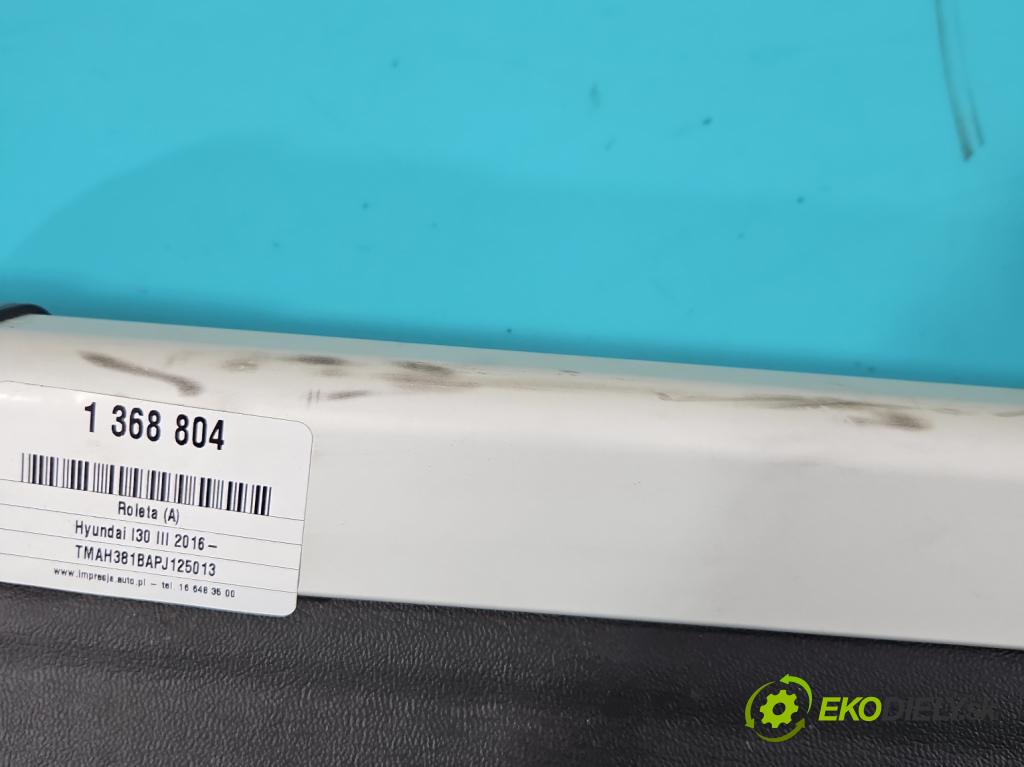 1 368 804
Roleta (A)
Hyundai I30 III 2016–
TMAH381BAPJ125013
www.impresja.auto.pl – tel. 16 648 35 00
EKODIELY.SK